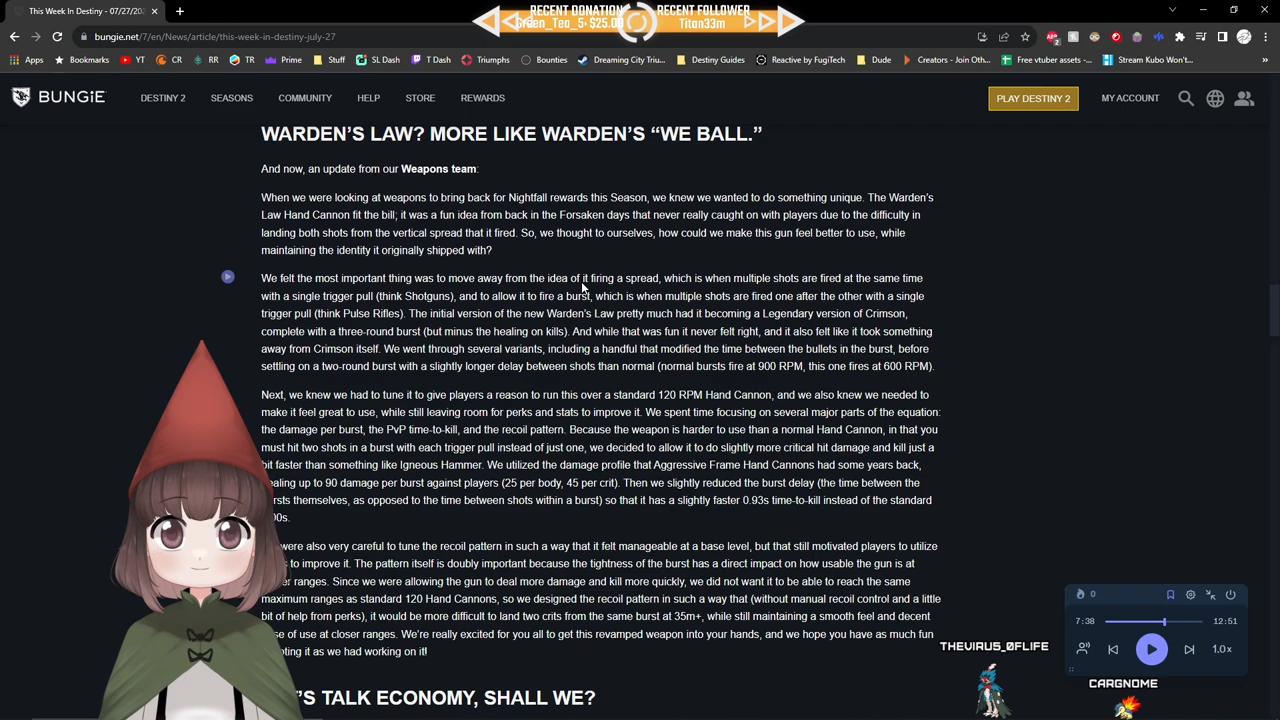 This Week In Destiny - 07/27/202
RECENT DONATION
Green_Tea_5: $25.00
RECENT FOLLOWER
Titan33m
bungie.net/7/en/News/article/this-week-in-destiny-july-27
Apps Bookmarks YT CR RR TR Prime Stuff SL Dash T Dash Triumphs Bounties Dreaming City Triu... Destiny Guides Reactive by FugiTech Dude Creators - Join Oth... Free vtuber assets -... Stream Kubo Won't...
BUNGiE DESTINY 2 SEASONS COMMUNITY HELP STORE REWARDS PLAY DESTINY 2 MY ACCOUNT
WARDEN'S LAW? MORE LIKE WARDEN'S “WE BALL.”
And now, an update from our Weapons team:
When we were looking at weapons to bring back for Nightfall rewards this Season, we knew we wanted to do something unique. The Warden's
Law Hand Cannon fit the bill; it was a fun idea from back in the Forsaken days that never really caught on with players due to the difficulty in
landing both shots from the vertical spread that it fired. So, we thought to ourselves, how could we make this gun feel better to use, while
maintaining the identity it originally shipped with?
We felt the most important thing was to move away from the idea of it firing a spread, which is when multiple shots are fired at the same time
with a single trigger pull (think Shotguns), and to allow it to fire a burst, which is when multiple shots are fired one after the other with a single
trigger pull (think Pulse Rifles). The initial version of the new Warden's Law pretty much had it becoming a Legendary version of Crimson,
complete with a three-round burst (but minus the healing on kills). And while that was fun it never felt right, and it also felt like it took something
away from Crimson itself. We went through several variants, including a handful that modified the time between the bullets in the burst, before
settling on a two-round burst with a slightly longer delay between shots than normal (normal bursts fire at 900 RPM, this one fires at 600 RPM).
Next, we knew we had to tune it to give players a reason to run this over a standard 120 RPM Hand Cannon, and we also knew we needed to
make it feel great to use, while still leaving room for perks and stats to improve it. We spent time focusing on several major parts of the equation:
the damage per burst, the PvP time-to-kill, and the recoil pattern. Because the weapon is harder to use than a normal Hand Cannon, in that you
must hit two shots in a burst with each trigger pull instead of just one, we decided to allow it to do slightly more critical hit damage and kill just a
bit faster than something like Igneous Hammer. We utilized the damage profile that Aggressive Frame Hand Cannons had some years back,
ealing up to 90 damage per burst against players (25 per body, 45 per crit). Then we slightly reduced the burst delay (the time between the
rsts themselves, as opposed to the time between shots within a burst) so that it has a slightly faster 0.93s time-to-kill instead of the standard
00s.
were also very careful to tune the recoil pattern in such a way that it felt manageable at a base level, but that still motivated players to utilize
to improve it. The pattern itself is doubly important because the tightness of the burst has a direct impact on how usable the gun is at
er ranges. Since we were allowing the gun to deal more damage and kill more quickly, we did not want it to be able to reach the same
maximum ranges as standard 120 Hand Cannons, so we designed the recoil pattern in such a way that (without manual recoil control and a little
bit of help from perks), it would be more difficult to land two crits from the same burst at 35m+, while still maintaining a smooth feel and decent
se of use at closer ranges. We're really excited for you all to get this revamped weapon into your hands, and we hope you have as much fun
oting it as we had working on it!
'S TALK ECONOMY, SHALL WE?
0
7:38 12:51
1.0x
THEVIRU5_0FLIFE
CARGNOME